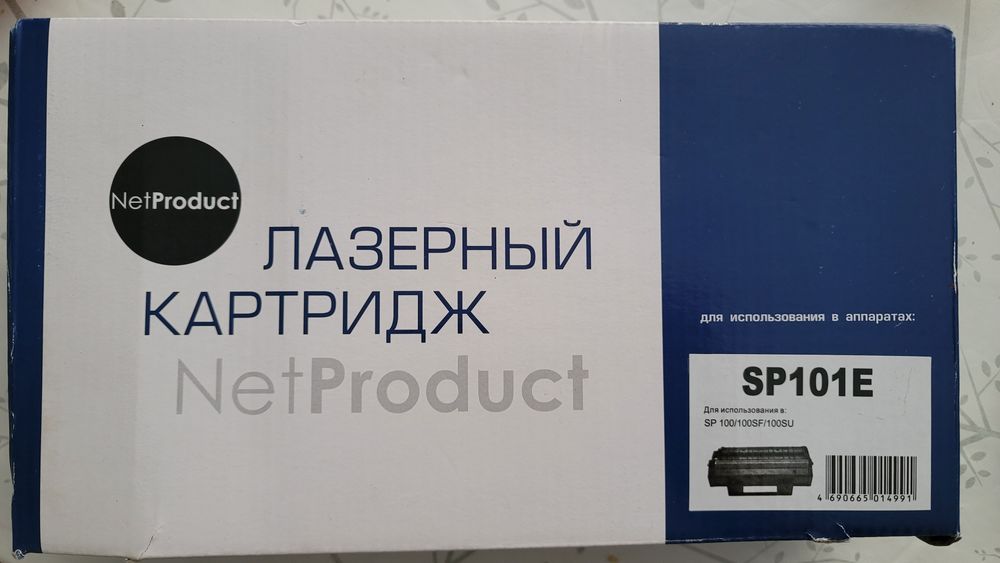 NetProduct
ЛАЗЕРНЫЙ
КАРТРИДЖ
NetProduct
для использования в аппаратах:
SP101E
Для использования в:
SP 100/100SF/100SU
4 690665 014991